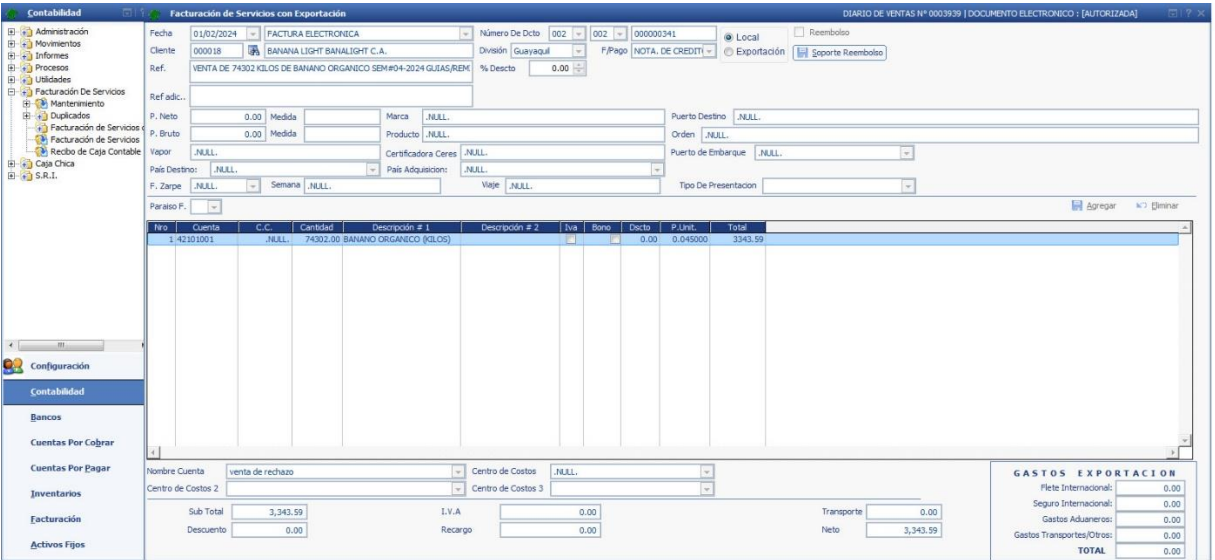 Contabilidad
Facturación de Servicios con Exportación
DIARIO DE VENTAS Nº 0003939 | DOCUMENTO ELECTRONICO : [AUTORIZADA]
Administración
Movimientos
Informes
Procesos
Utilidades
Facturación De Servicios
Mantenimiento
Duplicados
Facturación de Servicios
Facturación de Servicios
Recibo de Caja Contable
Caja Chica
S.R.I.
Configuración
Contabilidad
Bancos
Cuentas Por Cobrar
Cuentas Por Pagar
Inventarios
Facturación
Activos Fijos
Fecha 01/02/2024 FACTURA ELECTRONICA Número De Dcto 002 002 000000341 Local Reembolso
Cliente 000018 BANANA LIGHT BANALIGHT C.A. División Guayaquil F/Pago NOTA. DE CREDIT Exportación Soporte Reembolso
Ref. VENTA DE 74302 KILOS DE BANANO ORGANICO SEM#04-2024 GUIAS/REM % Descto 0.00
Ref adic..
P. Neto 0.00 Medida Marca .NULL. Puerto Destino .NULL.
P. Bruto 0.00 Medida Producto .NULL. Orden .NULL.
Vapor .NULL. Certificadora Ceres .NULL. Puerto de Embarque .NULL.
País Destino: .NULL. País Adquisicion: .NULL.
F. Zarpe .NULL. Semana .NULL. Viaje .NULL. Tipo De Presentacion
Paraiso F. Agregar Eliminar
Nro Cuenta C.C. Cantidad Descripción # 1 Descripción # 2 Iva Bono Dscto P.Unit. Total
1 42101001 .NULL. 74302.00 BANANO ORGANICO (KILOS) 0.00 0.045000 3343.59
Nombre Cuenta venta de rechazo Centro de Costos .NULL.
Centro de Costos 2 Centro de Costos 3
Sub Total 3,343.59 I.V.A 0.00 Transporte 0.00
Descuento 0.00 Recargo 0.00 Neto 3,343.59
GASTOS EXPORTACION
Flete Internacional: 0.00
Seguro Internacional: 0.00
Gastos Aduaneros: 0.00
Gastos Transportes/Otros: 0.00
TOTAL 0.00